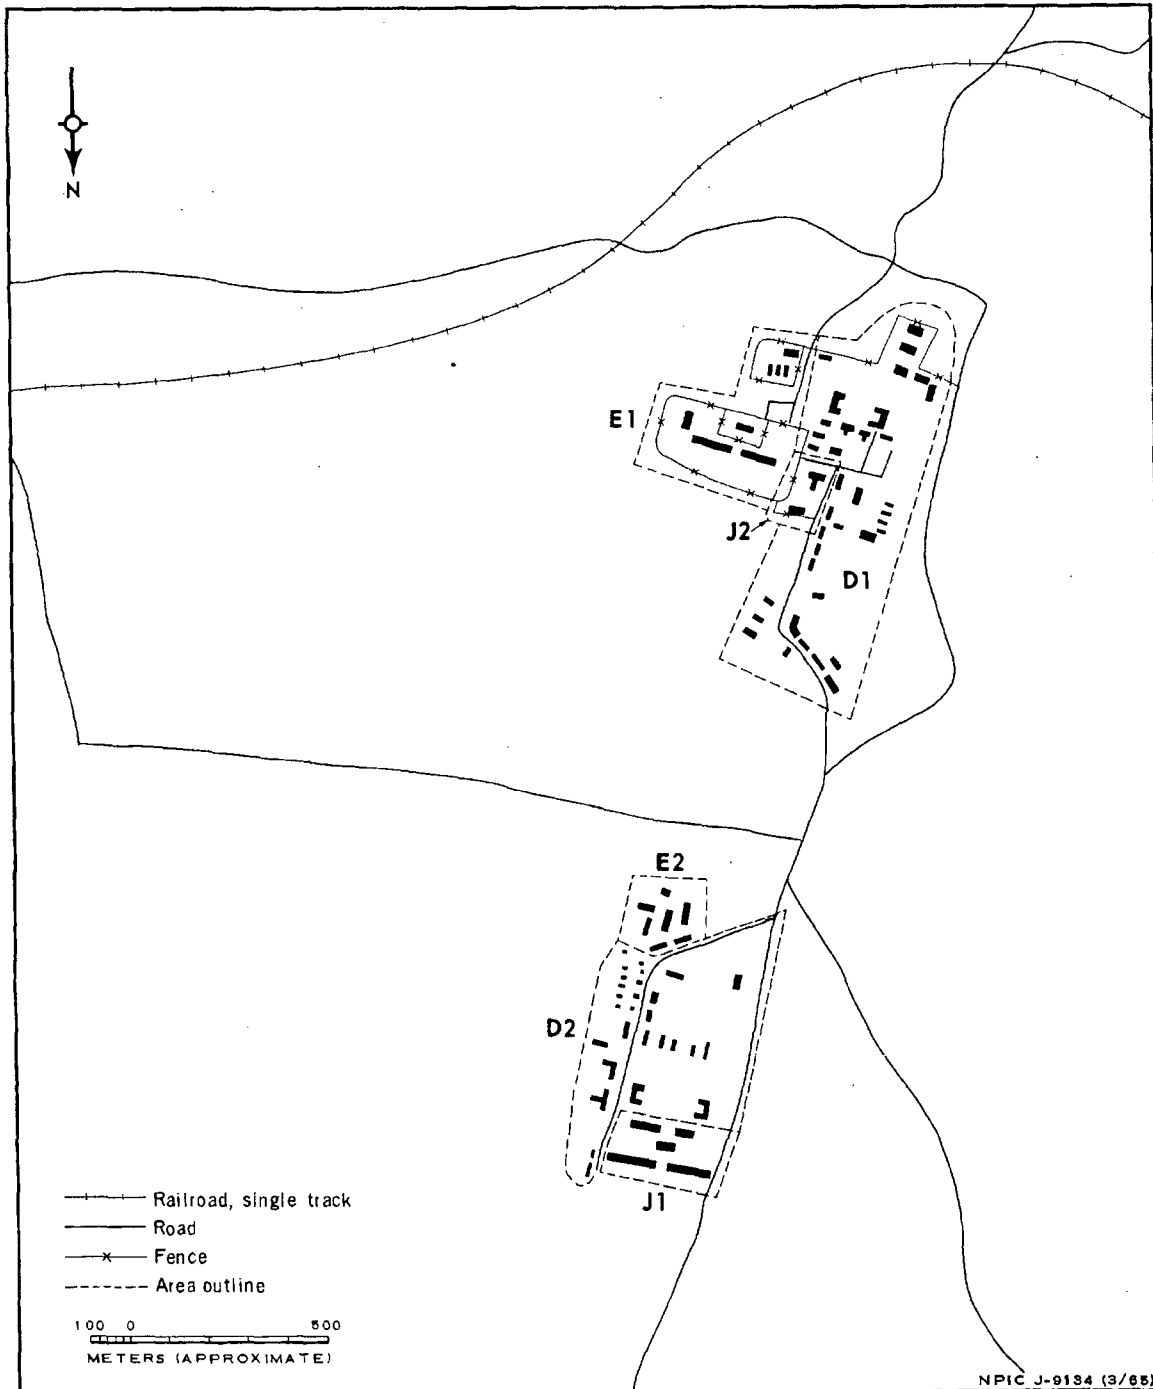 N
E1
J2
D1
E2
D2
J1
Railroad, single track
Road
Fence
Area outline
100 0 500
METERS (APPROXIMATE)
NPIC J-9134 (3/65)